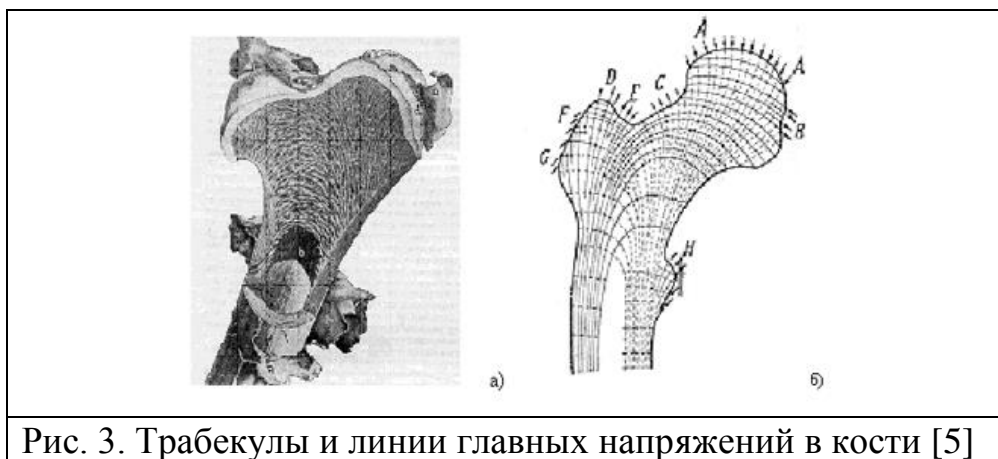 A
D
E
C
A
F
B
G
H
а)
б)
Рис. 3. Трабекулы и линии главных напряжений в кости [5]